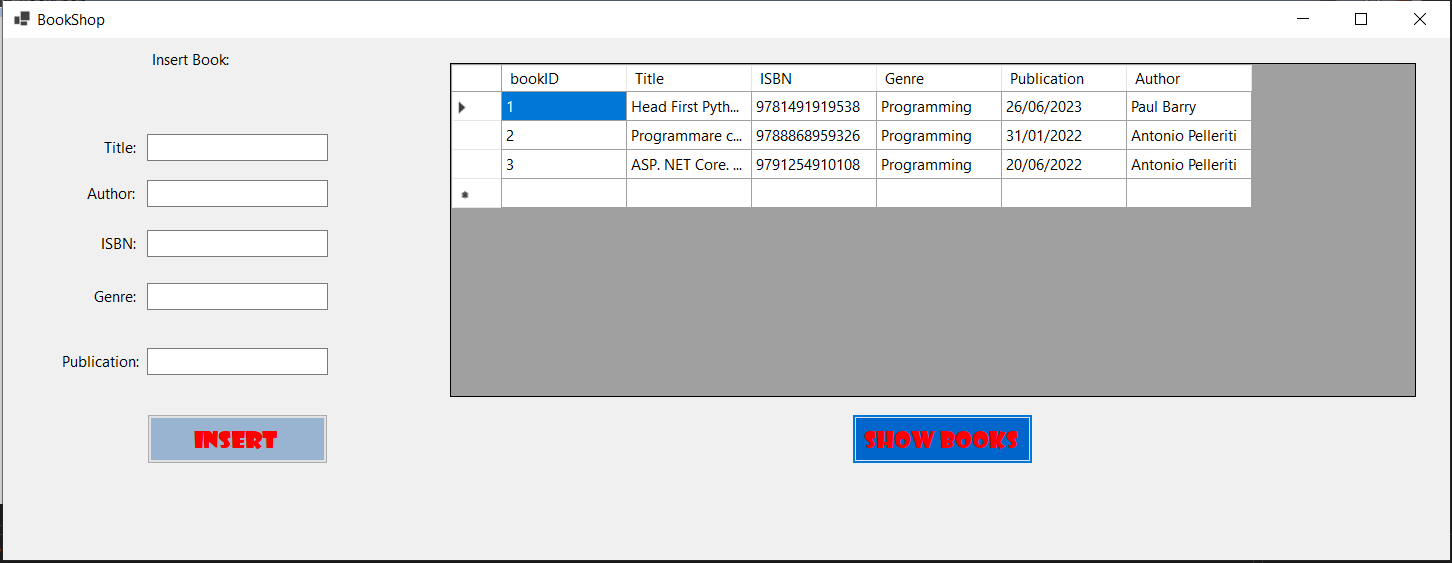 BookShop
Insert Book:
Title:
Author:
ISBN:
Genre:
Publication:
INSERT
bookID Title ISBN Genre Publication Author
1 Head First Pyth... 9781491919538 Programming 26/06/2023 Paul Barry
2 Programmare c... 9788868959326 Programming 31/01/2022 Antonio Pelleriti
3 ASP. NET Core. ... 9791254910108 Programming 20/06/2022 Antonio Pelleriti
SHOW BOOKS